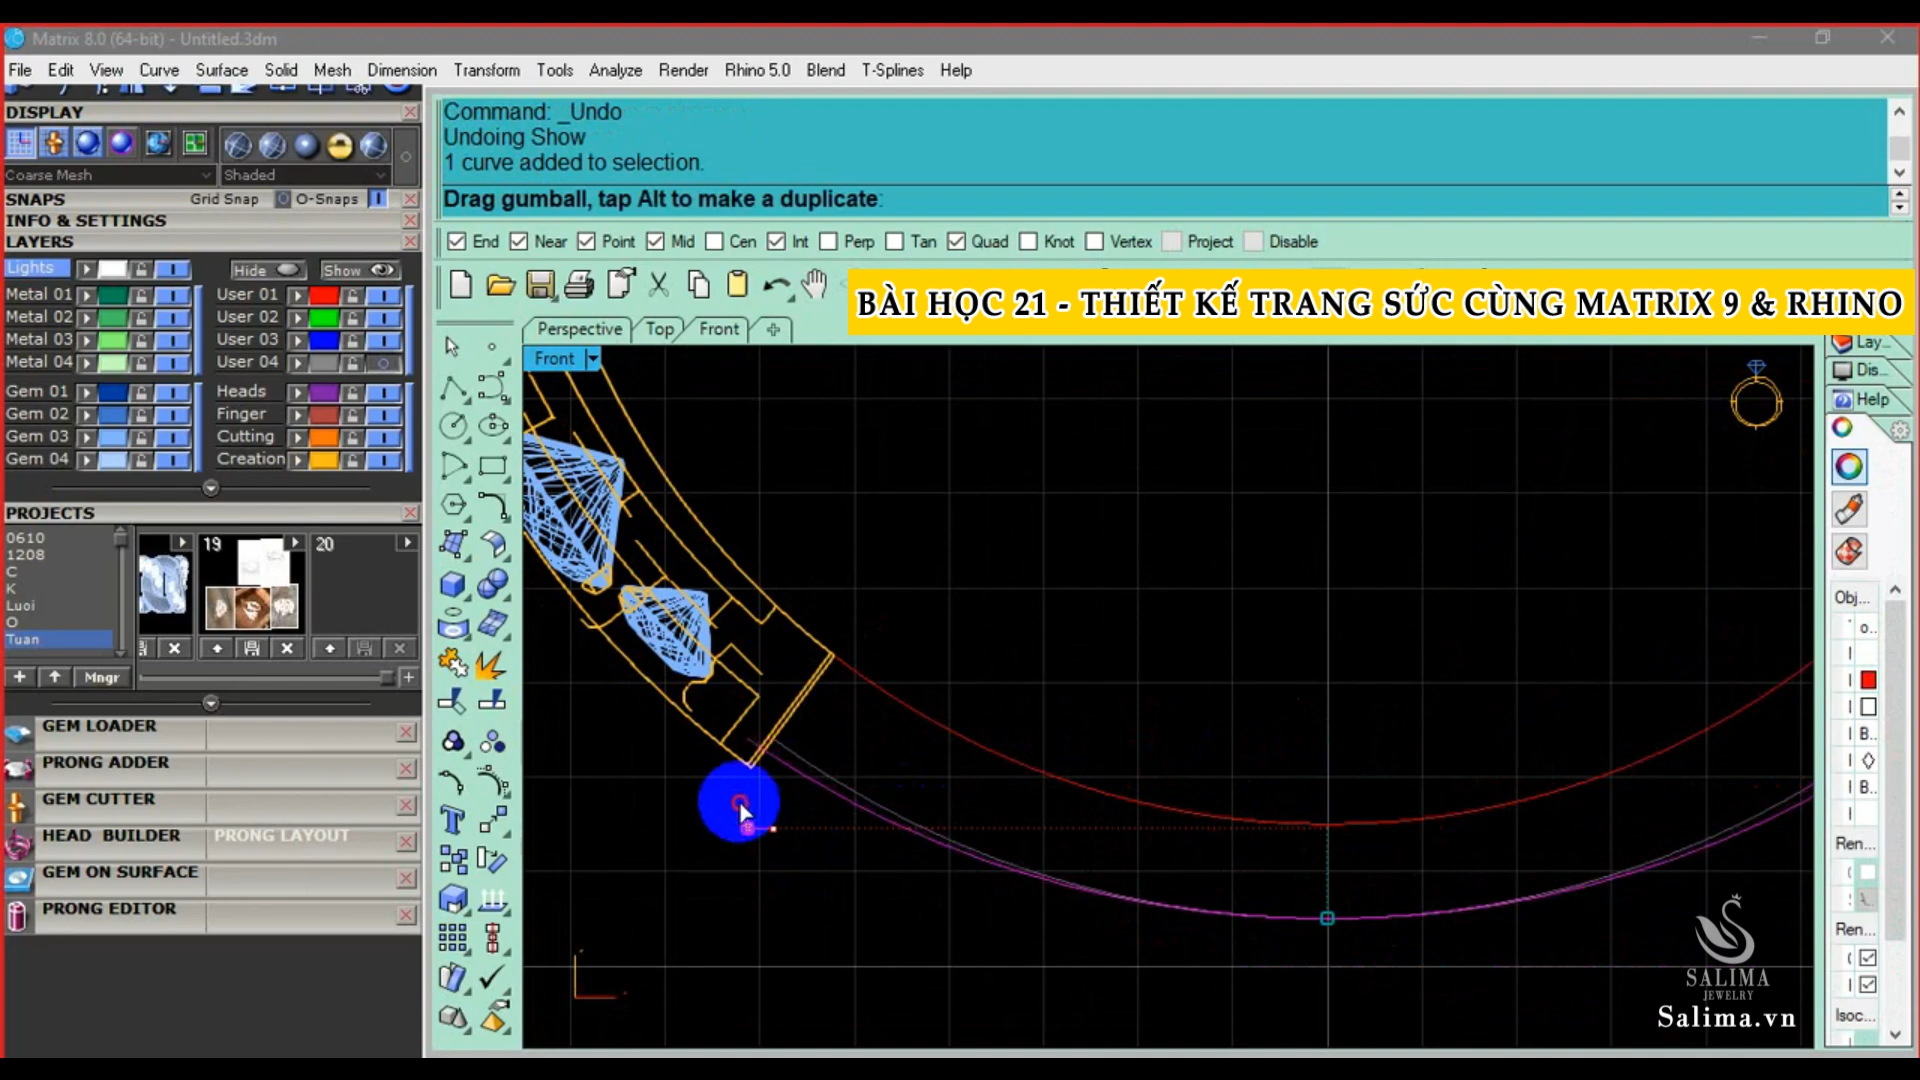 Matrix 8.0 (64-bit) - Untitled.3dm
File Edit View Curve Surface Solid Mesh Dimension Transform Tools Analyze Render Rhino 5.0 Blend T-Splines Help
DISPLAY
Coarse Mesh Shaded
SNAPS Grid Snap O-Snaps
INFO & SETTINGS
LAYERS
Lights Hide Show
Metal 01 User 01
Metal 02 User 02
Metal 03 User 03
Metal 04 User 04
Gem 01 Heads
Gem 02 Finger
Gem 03 Cutting
Gem 04 Creation
PROJECTS
0610
1208
C
K
Luoi
O
Tuan
19
20
Mngr
GEM LOADER
PRONG ADDER
GEM CUTTER
HEAD BUILDER PRONG LAYOUT
GEM ON SURFACE
PRONG EDITOR
Command: _Undo
Undoing Show
1 curve added to selection.
Drag gumball, tap Alt to make a duplicate:
End Near Point Mid Cen Int Perp Tan Quad Knot Vertex Project Disable
BÀI HỌC 21 - THIẾT KẾ TRANG SỨC CÙNG MATRIX 9 & RHINO
Perspective Top Front
Front
Lay...
Dis...
Help
Obj...
o..
B..
B..
Ren...
Ren...
Isoc...
SALIMA
JEWELRY
Salima.vn